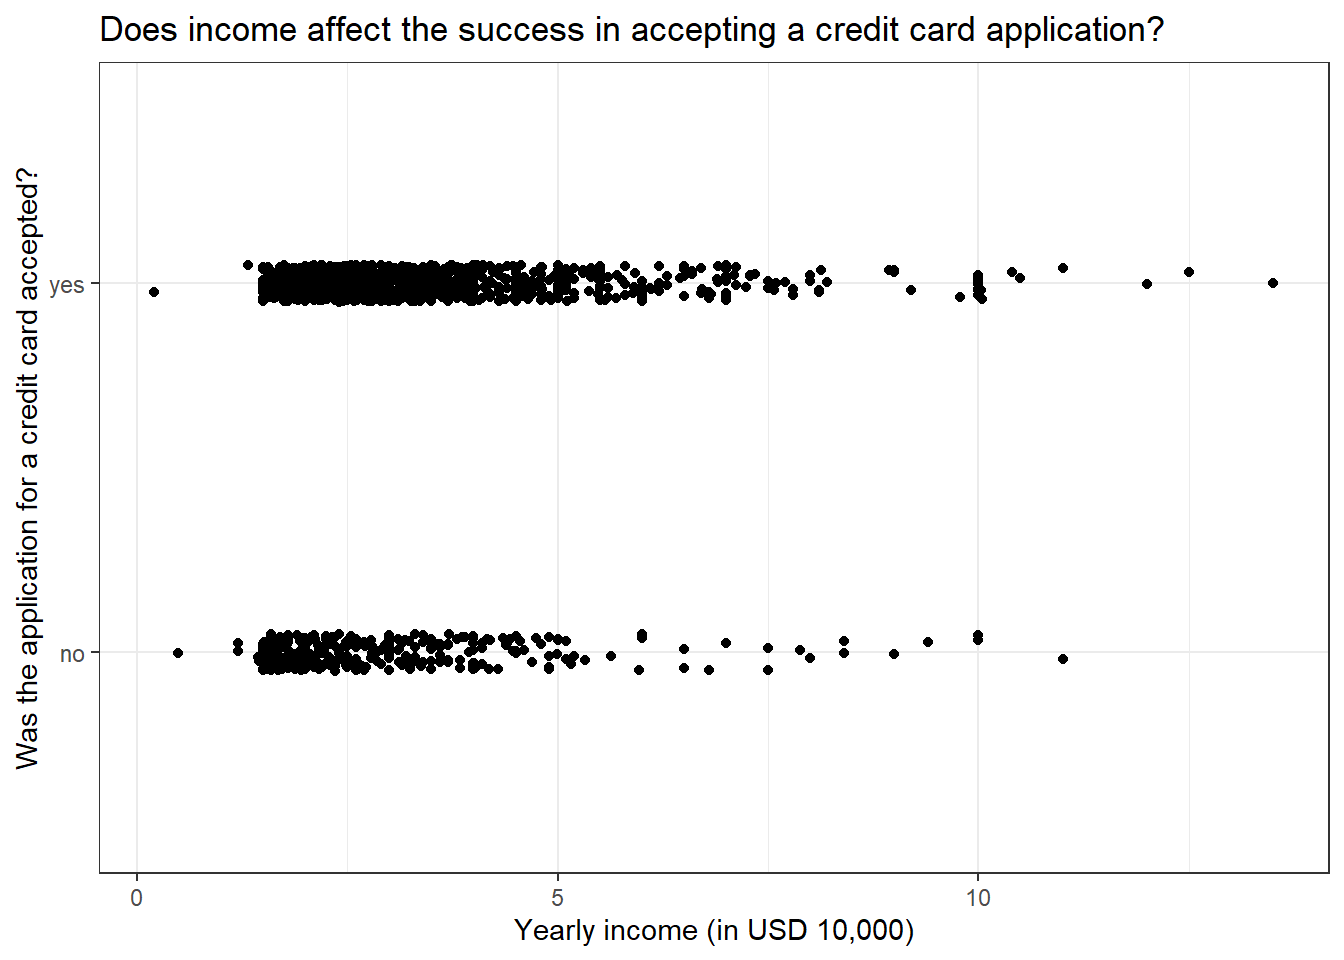 Does income affect the success in accepting a credit card application?
Was the application for a credit card accepted?
yes
no
0 5 10
Yearly income (in USD 10,000)